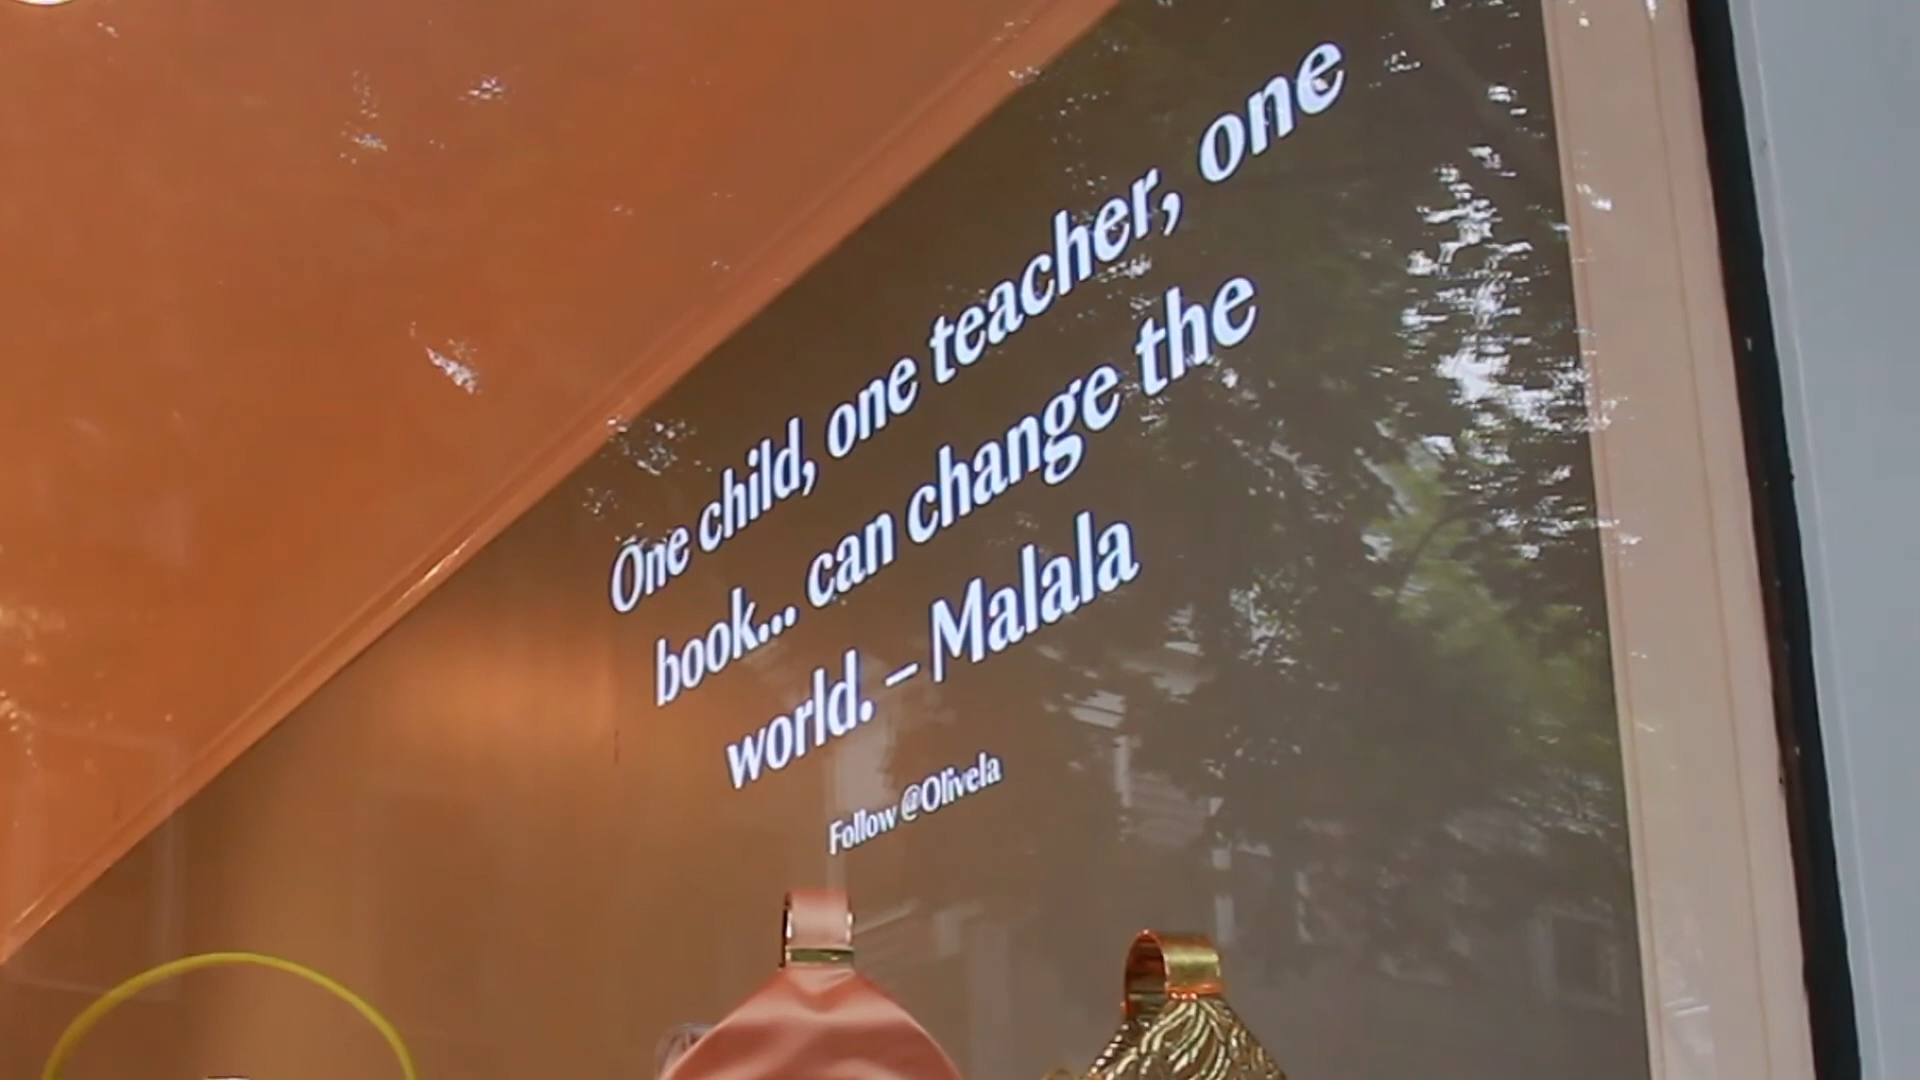 One child, one teacher, one
book... can change the
world. – Malala
Follow @Olivela